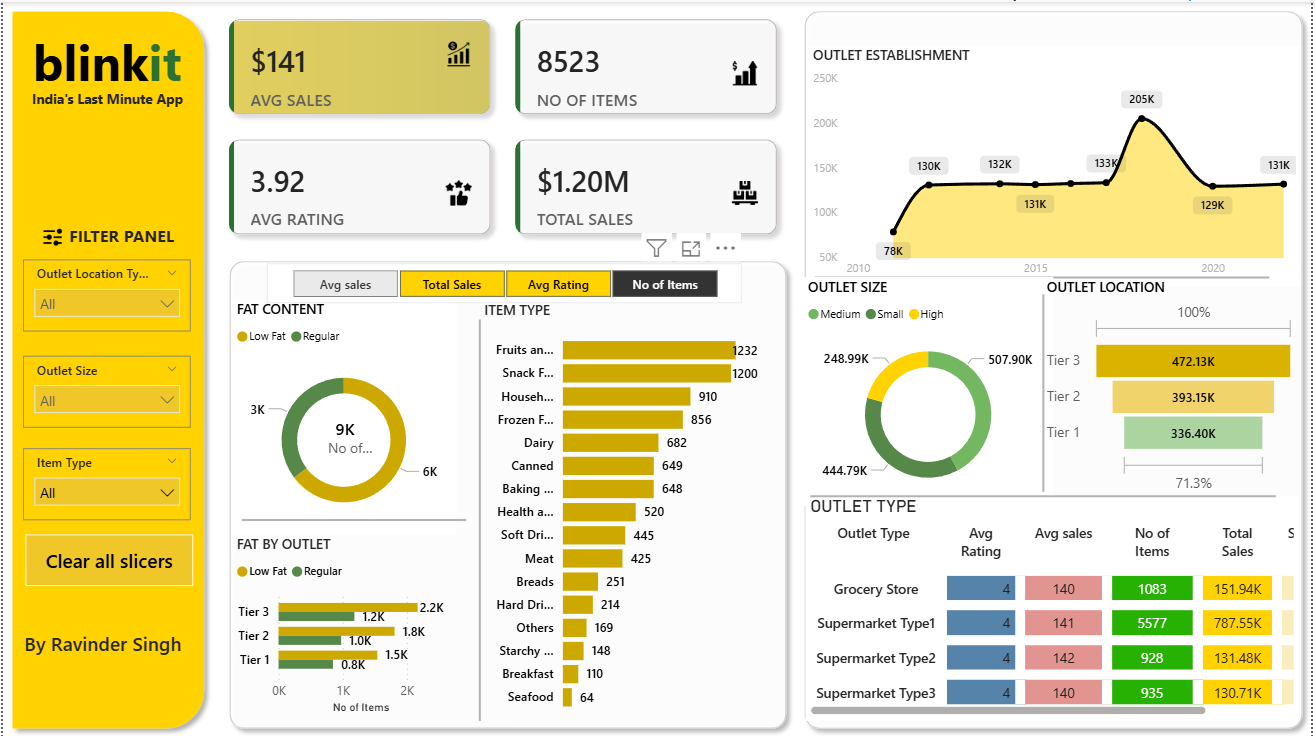 blinkit
India's Last Minute App
FILTER PANEL
Outlet Location Ty...
All
Outlet Size
All
Item Type
All
Clear all slicers
By Ravinder Singh
$141
AVG SALES
8523
NO OF ITEMS
3.92
AVG RATING
$1.20M
TOTAL SALES
Avg sales
Total Sales
Avg Rating
No of Items
FAT CONTENT
Low Fat Regular
3K
9K
No of...
6K
FAT BY OUTLET
Low Fat Regular
Tier 3 2.2K
1.2K
Tier 2 1.8K
1.0K
Tier 1 1.5K
0.8K
0K 1K 2K
No of Items
ITEM TYPE
Fruits an... 1232
Snack F... 1200
Househ... 910
Frozen F... 856
Dairy 682
Canned 649
Baking ... 648
Health a... 520
Soft Dri... 445
Meat 425
Breads 251
Hard Dri... 214
Others 169
Starchy ... 148
Breakfast 110
Seafood 64
OUTLET ESTABLISHMENT
250K
200K
150K
100K
50K
78K
130K
132K
131K
133K
205K
129K
131K
2010 2015 2020
OUTLET SIZE
Medium Small High
248.99K
507.90K
444.79K
OUTLET LOCATION
100%
Tier 3 472.13K
Tier 2 393.15K
Tier 1 336.40K
71.3%
OUTLET TYPE
Outlet Type Avg Rating Avg sales No of Items Total Sales S
Grocery Store 4 140 1083 151.94K
Supermarket Type1 4 141 5577 787.55K
Supermarket Type2 4 142 928 131.48K
Supermarket Type3 4 140 935 130.71K